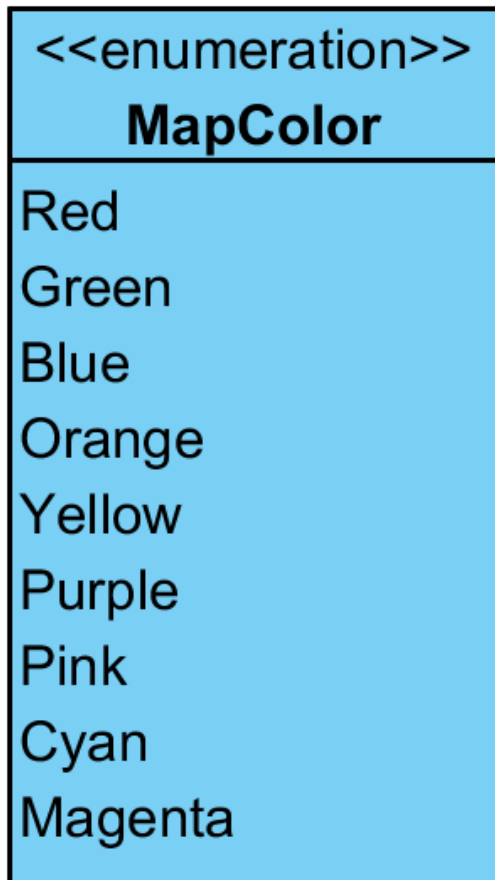 <<enumeration>>
MapColor
Red
Green
Blue
Orange
Yellow
Purple
Pink
Cyan
Magenta